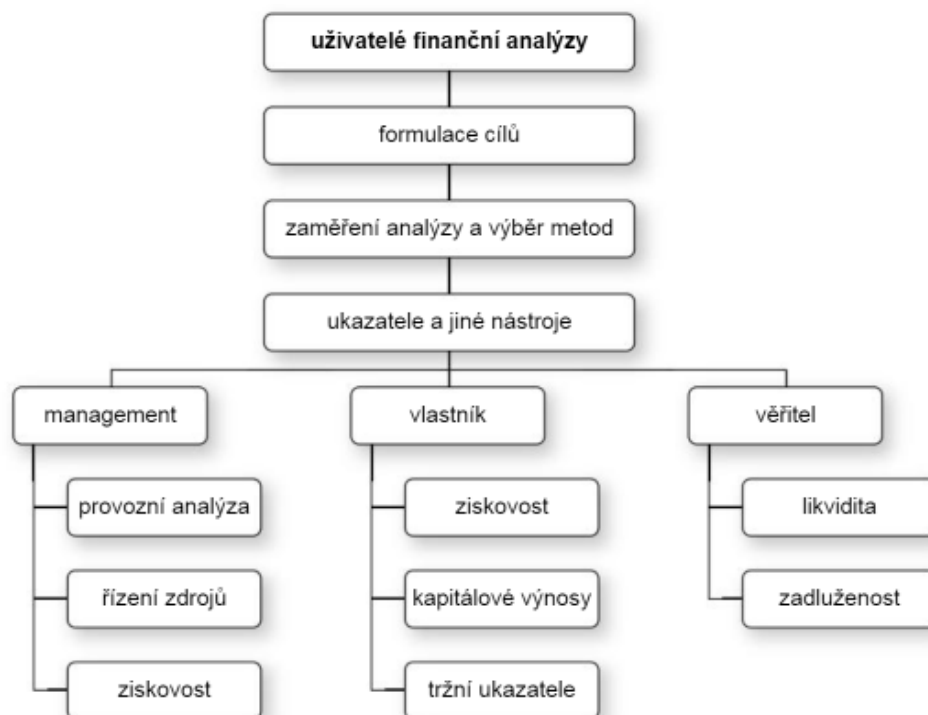 uživatelé finanční analýzy
formulace cílů
zaměření analýzy a výběr metod
ukazatele a jiné nástroje
management
provozní analýza
řízení zdrojů
ziskovost
vlastník
ziskovost
kapitálové výnosy
tržní ukazatele
věřitel
likvidita
zadluženost